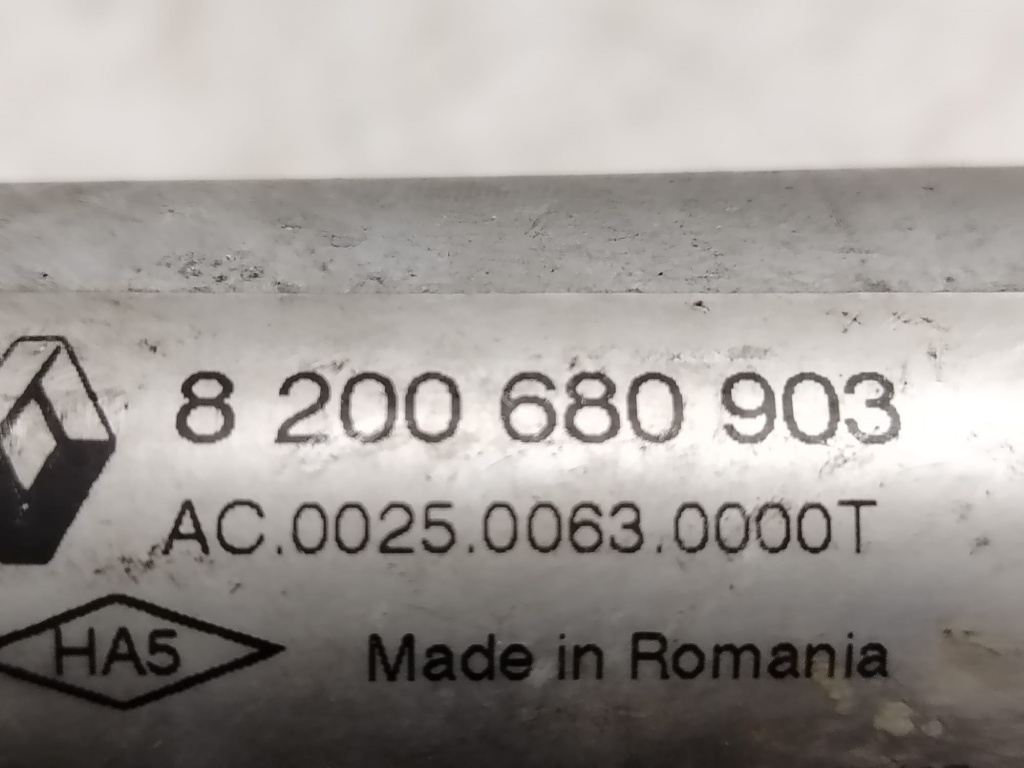 8 200 680 903
AC.0025.0063.0000T
HA5
Made in Romania